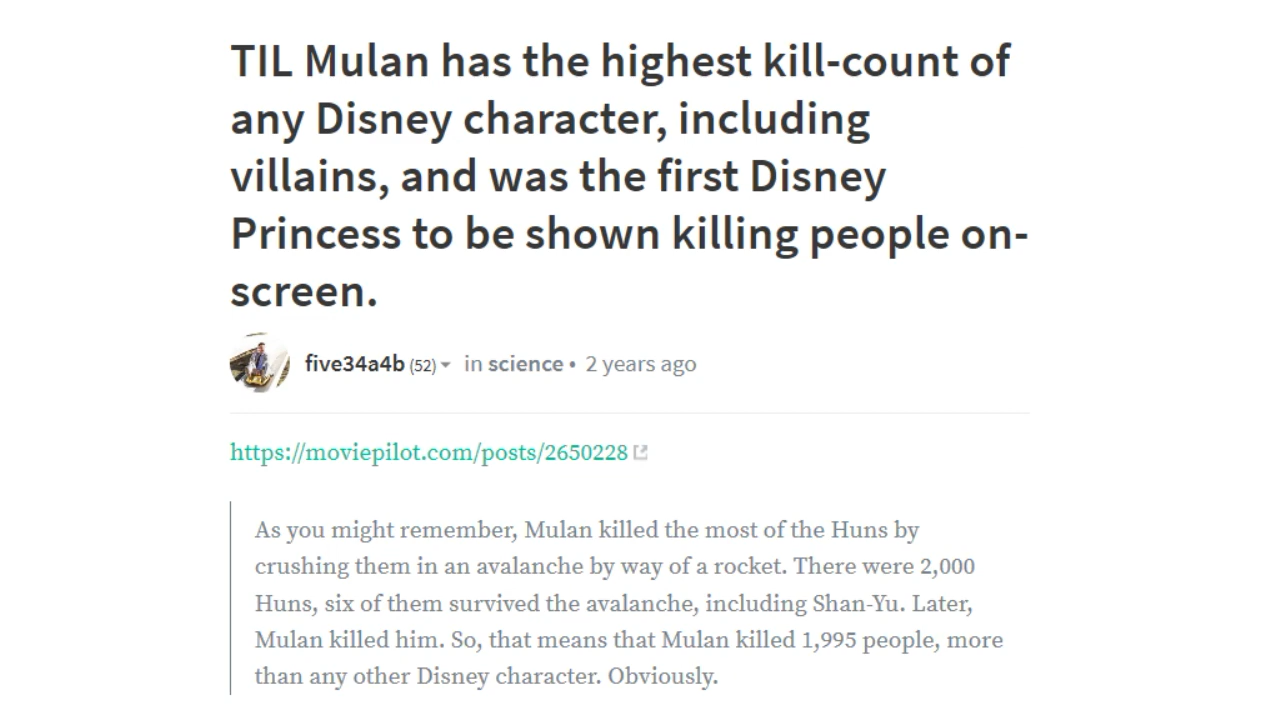 TIL Mulan has the highest kill-count of
any Disney character, including
villains, and was the first Disney
Princess to be shown killing people on-
screen.
five34a4b (52) in science • 2 years ago
https://moviepilot.com/posts/2650228
As you might remember, Mulan killed the most of the Huns by
crushing them in an avalanche by way of a rocket. There were 2,000
Huns, six of them survived the avalanche, including Shan-Yu. Later,
Mulan killed him. So, that means that Mulan killed 1,995 people, more
than any other Disney character. Obviously.